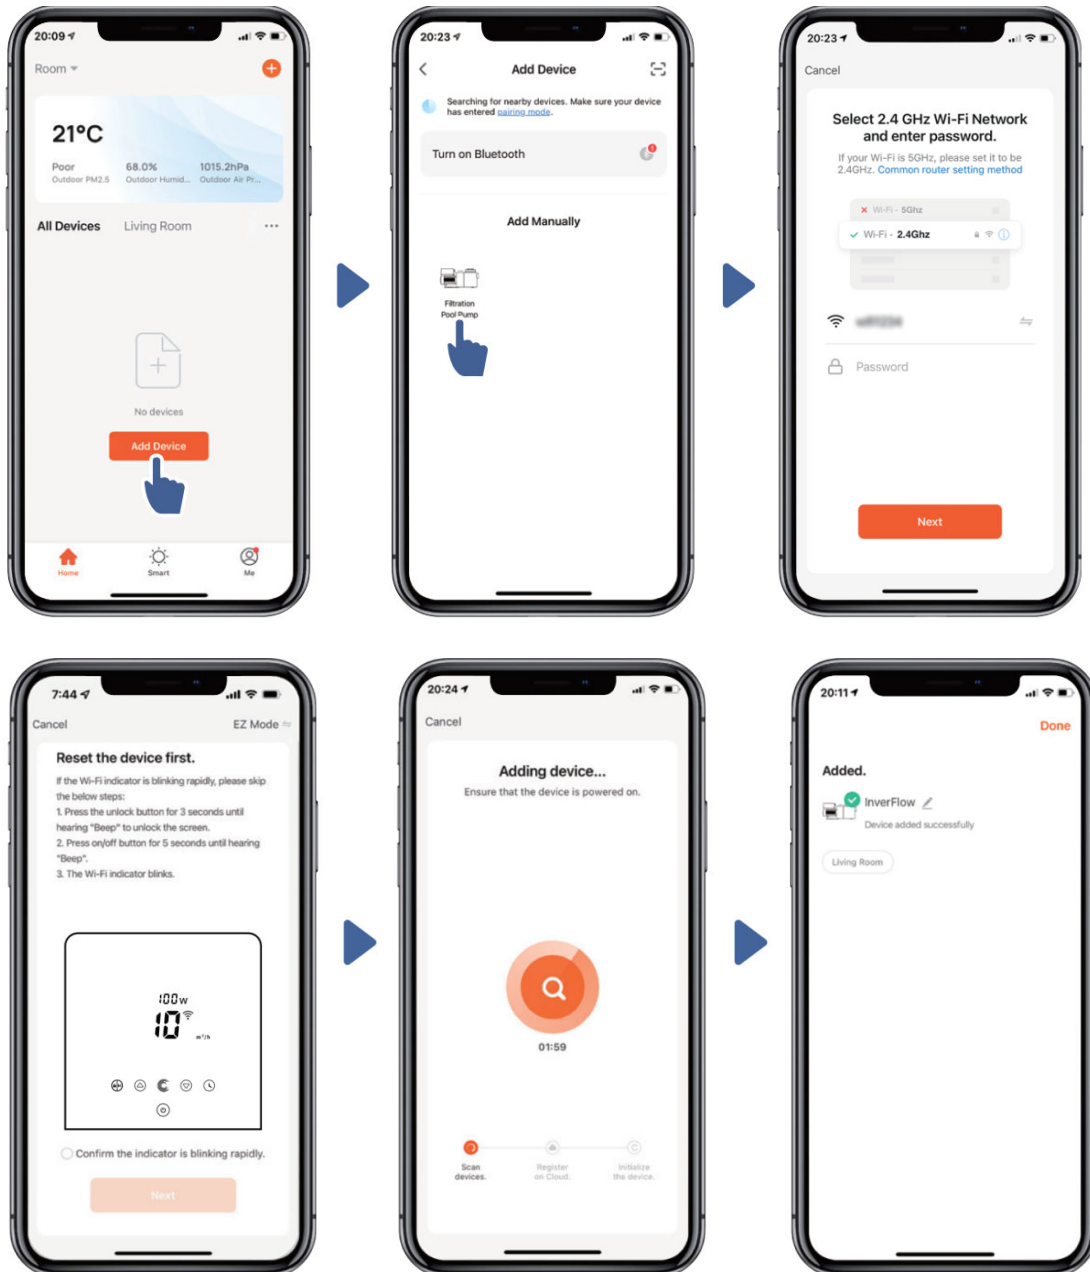 20:09
Room
21°C
Poor
Outdoor PM2.5
68.0%
Outdoor Humid...
1015.2hPa
Outdoor Air Pr...
All Devices
Living Room
...
No devices
Add Device
Home
Smart
Me
20:23
Add Device
Searching for nearby devices. Make sure your device
has entered pairing mode.
Turn on Bluetooth
Add Manually
Filtration
Pool Pump
20:23
Cancel
Select 2.4 GHz Wi-Fi Network
and enter password.
If your Wi-Fi is 5GHz, please set it to be
2.4GHz. Common router setting method
Wi-Fi - 5Ghz
Wi-Fi - 2.4Ghz
Password
Next
7:44
Cancel
EZ Mode
Reset the device first.
If the Wi-Fi indicator is blinking rapidly, please skip
the below steps:
1. Press the unlock button for 3 seconds until
hearing "Beep" to unlock the screen.
2. Press on/off button for 5 seconds until hearing
"Beep".
3. The Wi-Fi indicator blinks.
100w
10
m³/h
Confirm the indicator is blinking rapidly.
Next
20:24
Cancel
Adding device...
Ensure that the device is powered on.
01:59
Scan
devices.
Register
on Cloud.
Initialize
the device.
20:11
Done
Added.
InverFlow
Device added successfully
Living Room